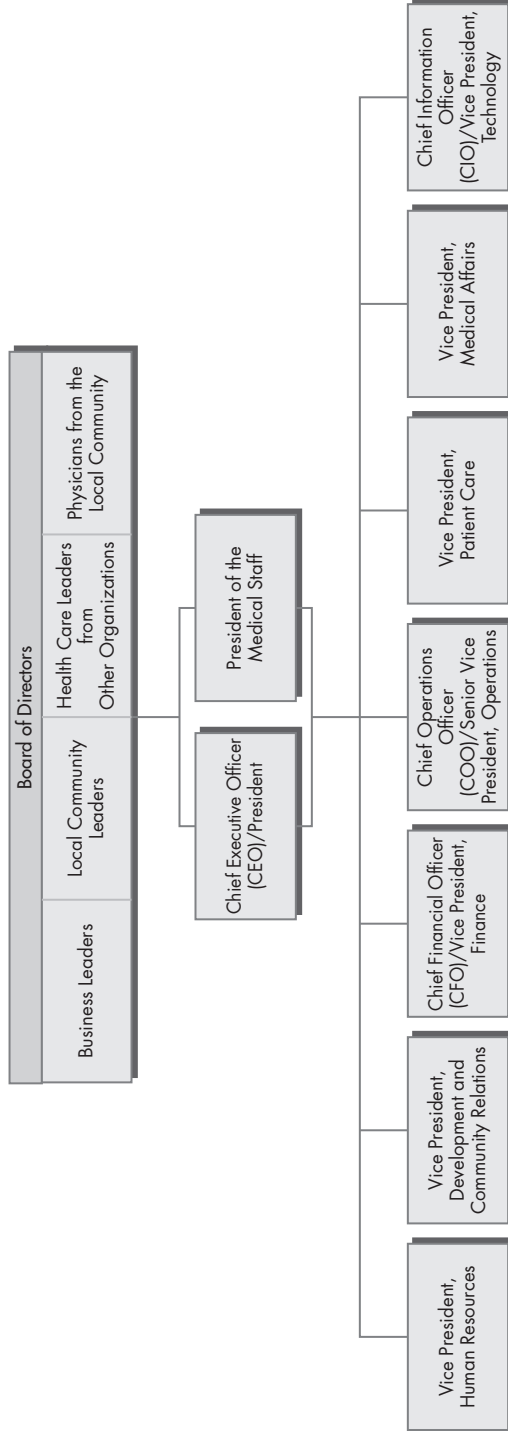 Board of Directors
Business Leaders
Local Community
Leaders
Health Care Leaders
from
Other Organizations
Physicians from the
Local Community
Chief Executive Officer
(CEO)/President
President of the
Medical Staff
Vice President,
Human Resources
Vice President,
Development and
Community Relations
Chief Financial Officer
(CFO)/Vice President,
Finance
Chief Operations
Officer
(COO)/Senior Vice
President, Operations
Vice President,
Patient Care
Vice President,
Medical Affairs
Chief Information
Officer
(CIO)/Vice President,
Technology